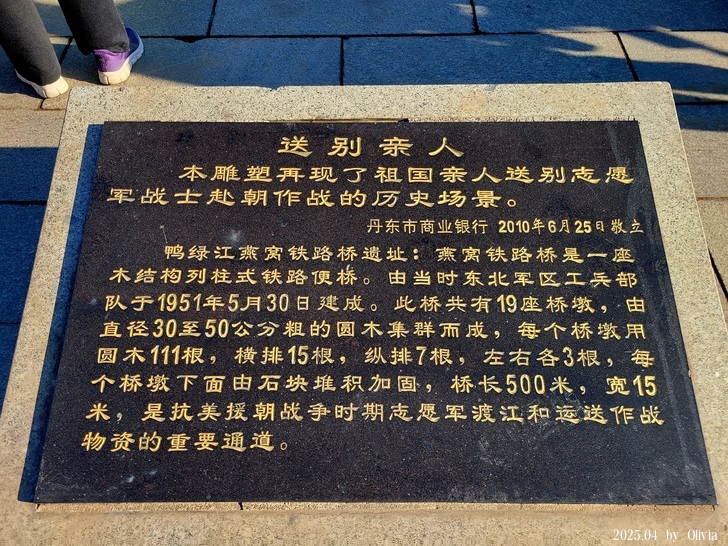 送别亲人
本雕塑再现了祖国亲人送别志愿
军战士赴朝作战的历史场景。
丹东市商业银行 2010年6月25日敬立
鸭绿江燕窝铁路桥遗址：燕窝铁路桥是一座
木结构列柱式铁路便桥。由当时东北军区工兵部
队于1951年5月30日建成。此桥共有19座桥墩，由
直径30至50公分粗的圆木集群而成，每个桥墩用
圆木111根，横排15根，纵排7根，左右各3根，每
个桥墩下面由石块堆积加固，桥长500米，宽15
米，是抗美援朝战争时期志愿军渡江和运送作战
物资的重要通道。
2025.04 by Olivia